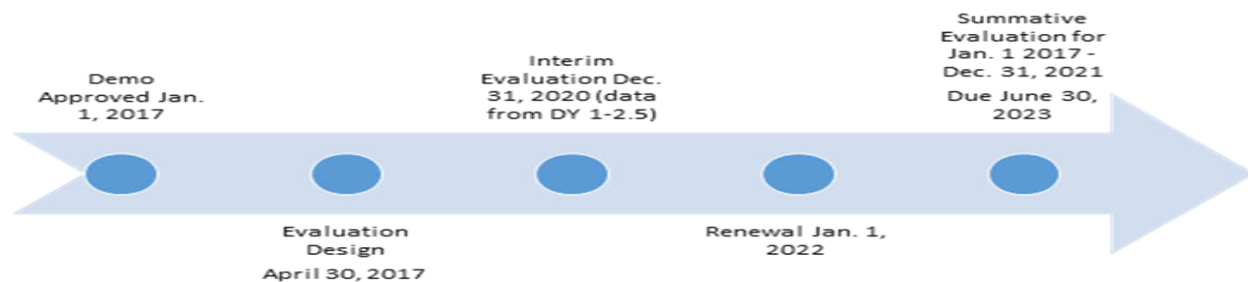 Demo
Approved Jan.
1, 2017
Evaluation
Design
April 30, 2017
Interim
Evaluation Dec.
31, 2020 (data
from DY 1-2.5)
Renewal Jan. 1,
2022
Summative
Evaluation for
Jan. 1 2017 -
Dec. 31, 2021
Due June 30,
2023